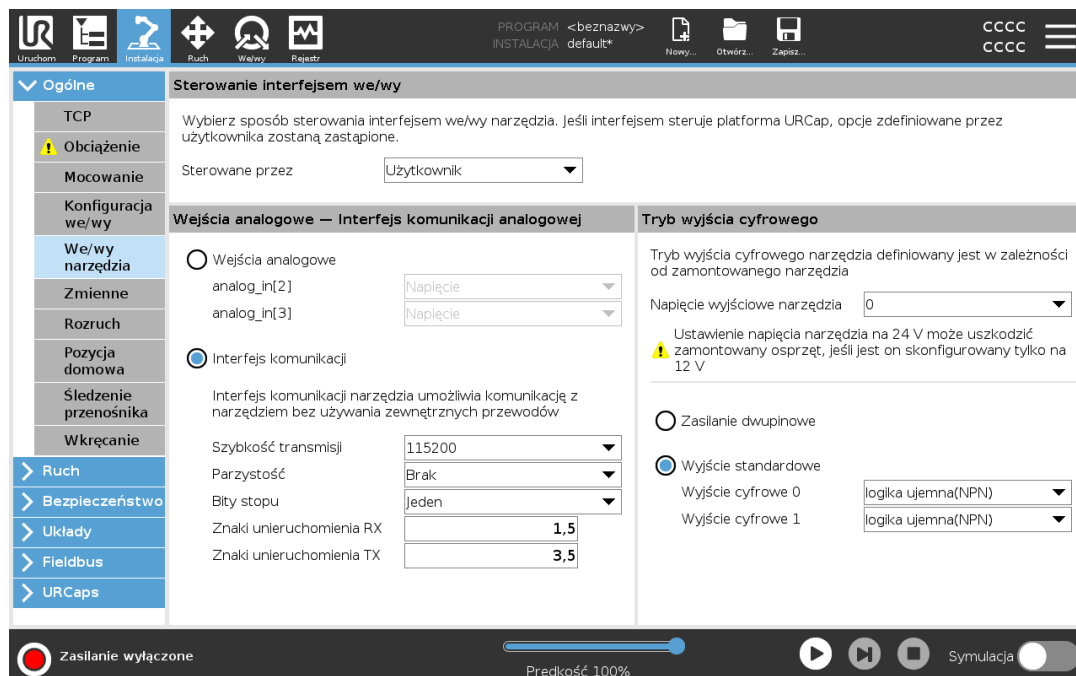 UR
Uruchom
Program
Instalacja
Ruch
We/wy
Rejestr
PROGRAM <beznazwy>
INSTALACJA default*
Nowy...
Otwórz...
Zapisz...
CCCC
CCCC
Ogólne
TCP
Obciążenie
Mocowanie
Konfiguracja
we/wy
We/wy
narzędzia
Zmienne
Rozruch
Pozycja
domowa
Śledzenie
przenośnika
Wkręcanie
Ruch
Bezpieczeństwo
Układy
Fieldbus
URCaps
Sterowanie interfejsem we/wy
Wybierz sposób sterowania interfejsem we/wy narzędzia. Jeśli interfejsem steruje platforma URCap, opcje zdefiniowane przez
użytkownika zostaną zastąpione.
Sterowane przez Użytkownik
Wejścia analogowe — Interfejs komunikacji analogowej
Wejścia analogowe
analog_in[2] Napięcie
analog_in[3] Napięcie
Interfejs komunikacji
Interfejs komunikacji narzędzia umożliwia komunikację z
narzędziem bez używania zewnętrznych przewodów
Szybkość transmisji 115200
Parzystość Brak
Bity stopu Jeden
Znaki unieruchomienia RX 1,5
Znaki unieruchomienia TX 3,5
Tryb wyjścia cyfrowego
Tryb wyjścia cyfrowego narzędzia definiowany jest w zależności
od zamontowanego narzędzia
Napięcie wyjściowe narzędzia 0
Ustawienie napięcia narzędzia na 24 V może uszkodzić
zamontowany osprzęt, jeśli jest on skonfigurowany tylko na
12 V
Zasilanie dwupinowe
Wyjście standardowe
Wyjście cyfrowe 0 logika ujemna(NPN)
Wyjście cyfrowe 1 logika ujemna(NPN)
Zasilanie wyłączone
Predkość 100%
Symulacja